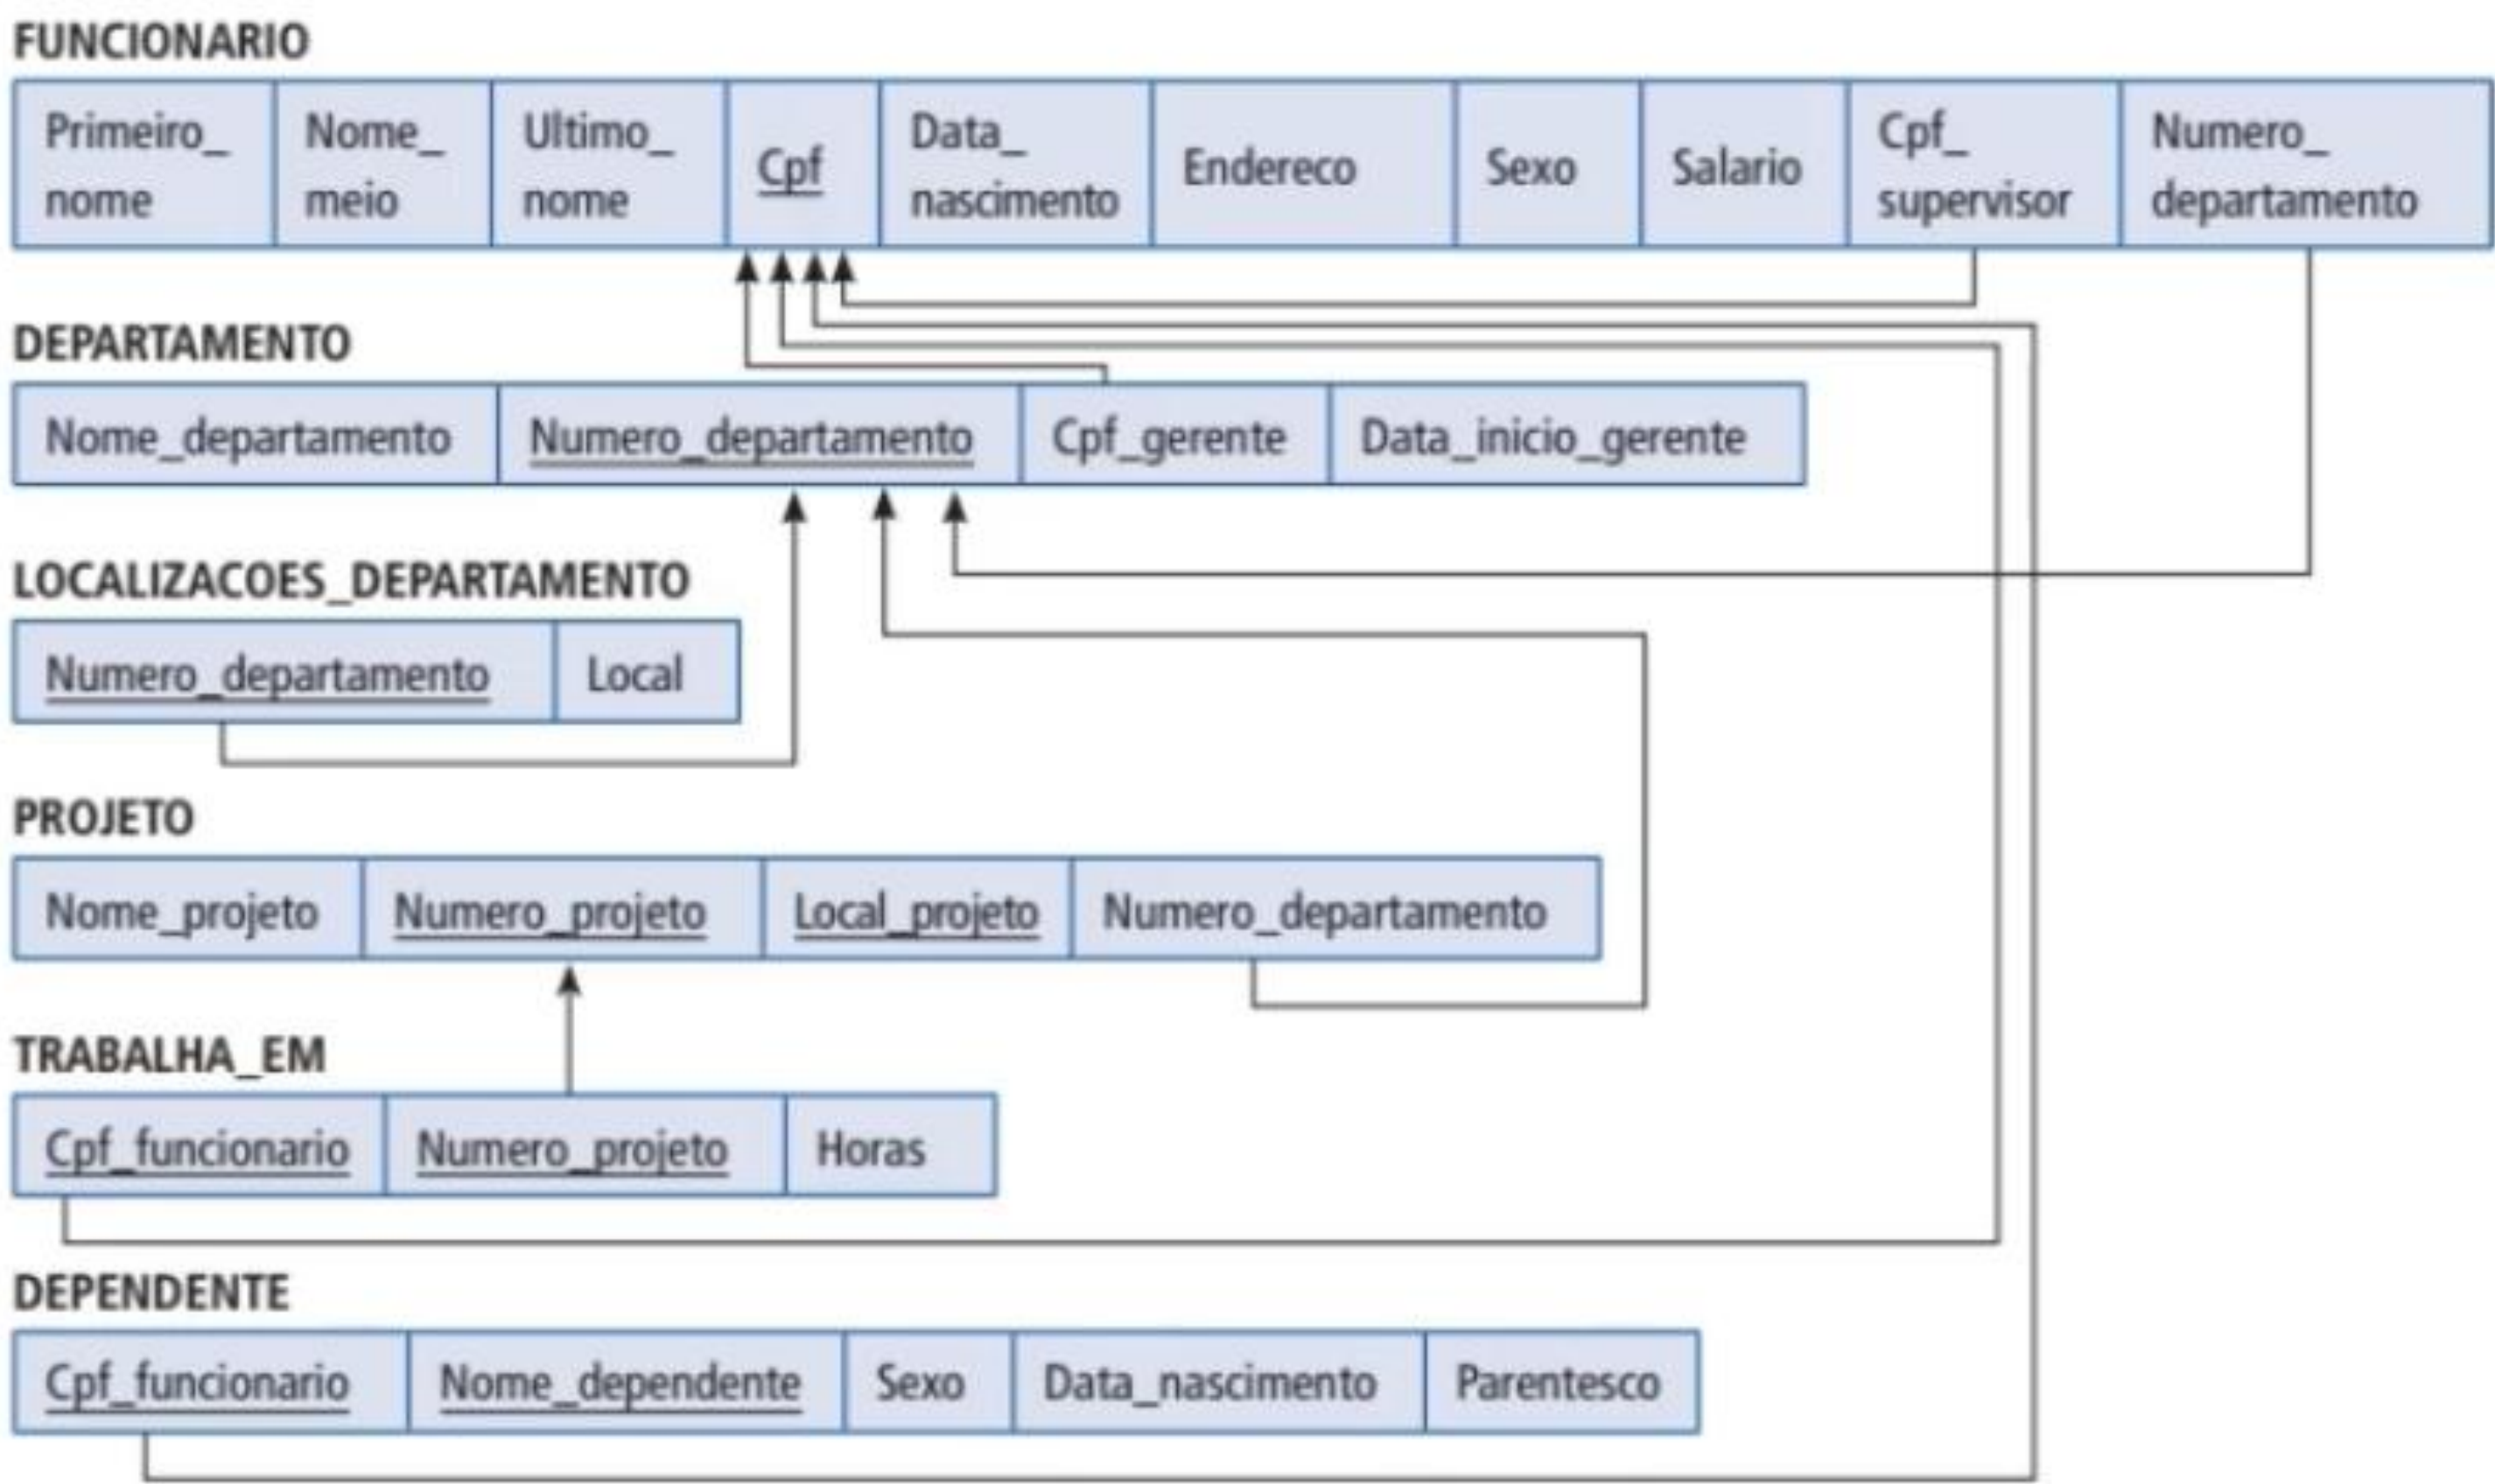 FUNCIONARIO
Primeiro_ nome Nome_ meio Ultimo_ nome Cpf Data_ nascimento Endereco Sexo Salario Cpf_ supervisor Numero_ departamento
DEPARTAMENTO
Nome_departamento Numero_departamento Cpf_gerente Data_inicio_gerente
LOCALIZACOES_DEPARTAMENTO
Numero_departamento Local
PROJETO
Nome_projeto Numero_projeto Local_projeto Numero_departamento
TRABALHA_EM
Cpf_funcionario Numero_projeto Horas
DEPENDENTE
Cpf_funcionario Nome_dependente Sexo Data_nascimento Parentesco